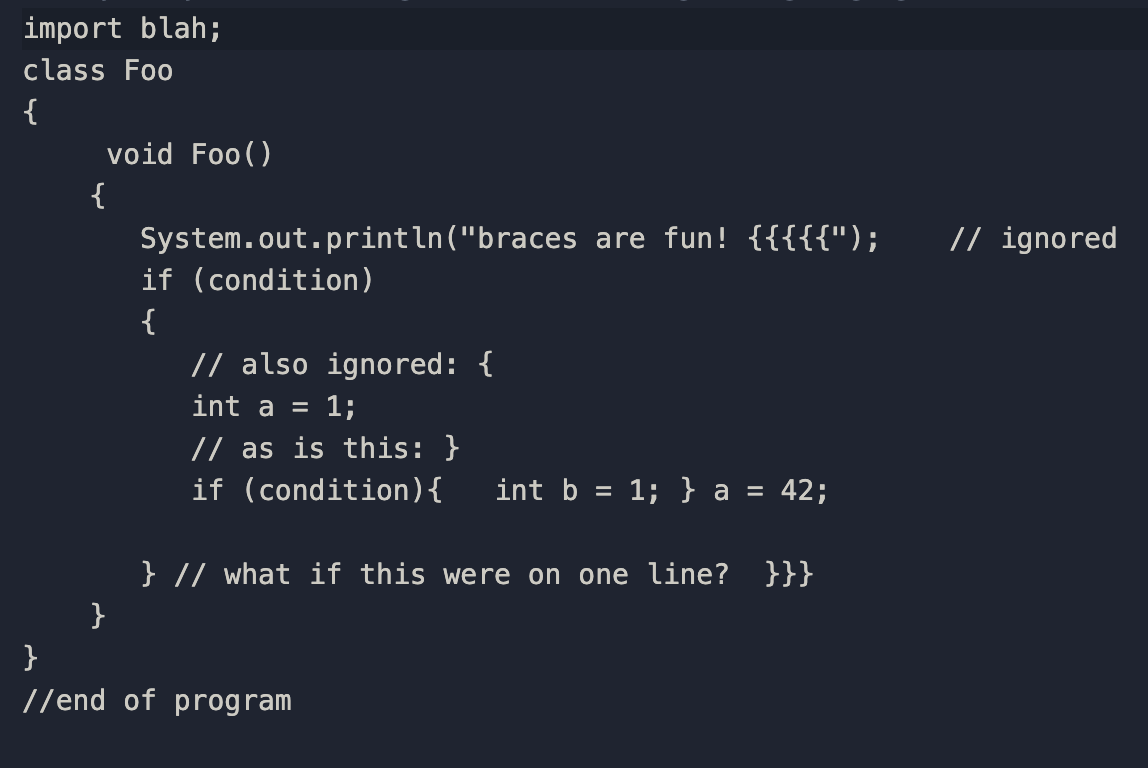 import blah;
class Foo
{
     void Foo()
    {
       System.out.println("braces are fun! {{{{{");    // ignored
       if (condition)
       {
          // also ignored: {
          int a = 1;
          // as is this: }
          if (condition){   int b = 1; } a = 42;

       } // what if this were on one line?  }}}
    }
}
//end of program